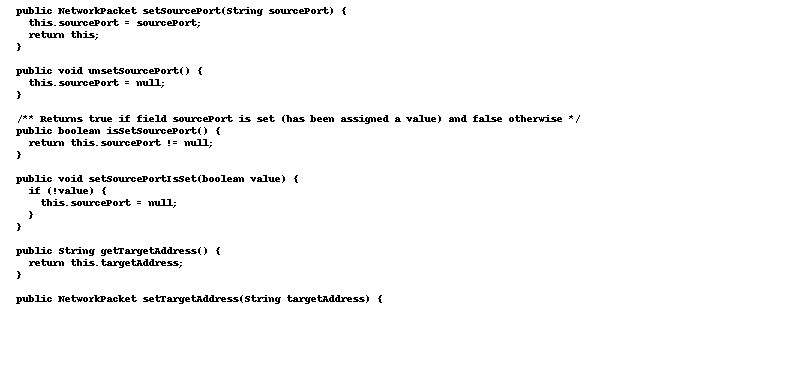 public NetworkPacket setSourcePort(String sourcePort) {
this.sourcePort = sourcePort;
return this;
}
public void unsetSourcePort() {
this.sourcePort = null;
}
/** Returns true if field sourcePort is set (has been assigned a value) and false otherwise */
public boolean isSetSourcePort() {
return this.sourcePort != null;
}
public void setSourcePortIsSet(boolean value) {
if (!value) {
this.sourcePort = null;
}
}
public String getTargetAddress() {
return this.targetAddress;
}
public NetworkPacket setTargetAddress(String targetAddress) {